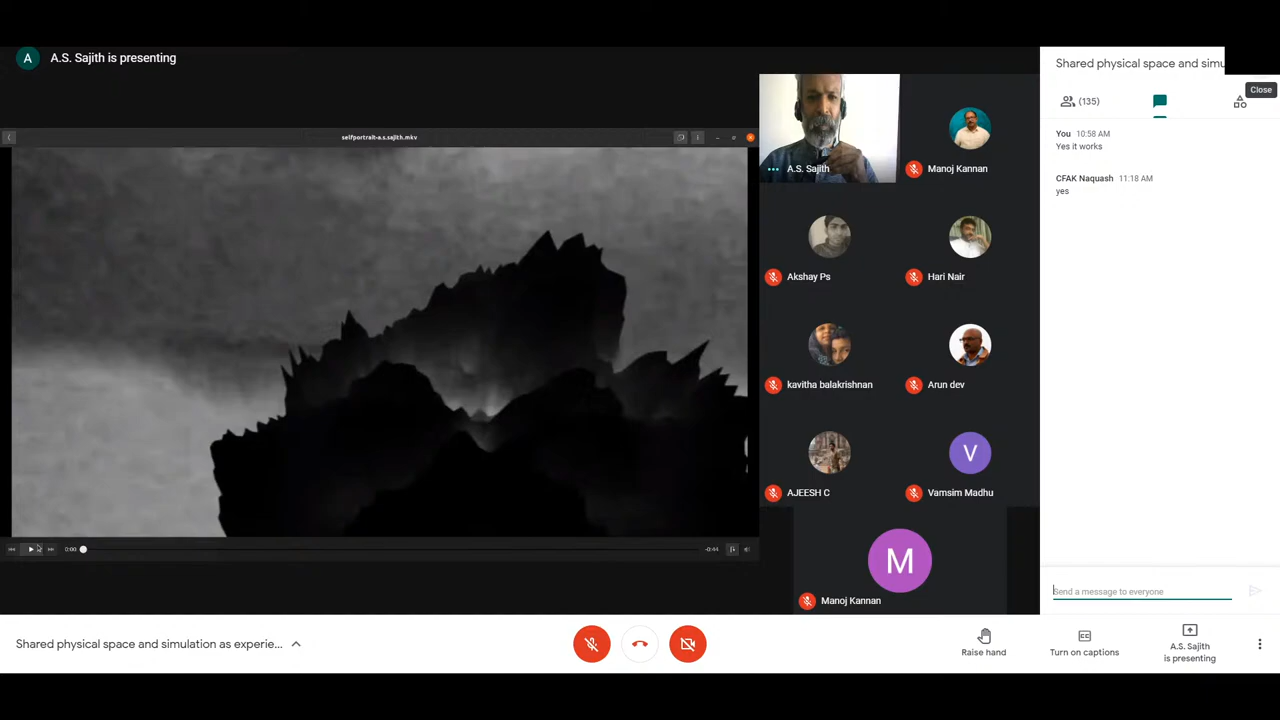 A
A.S. Sajith is presenting
selfportrait-a.s.sajith.mkv
0:00
-0:44
A.S. Sajith
Manoj Kannan
Akshay Ps
Hari Nair
kavitha balakrishnan
Arun dev
AJEESH C
V
Vamsim Madhu
M
Manoj Kannan
Shared physical space and simu
Close
(135)
You 10:58 AM
Yes it works
CFAK Naquash 11:18 AM
yes
Send a message to everyone
Shared physical space and simulation as experie...
Raise hand
CC
Turn on captions
A.S. Sajith
is presenting